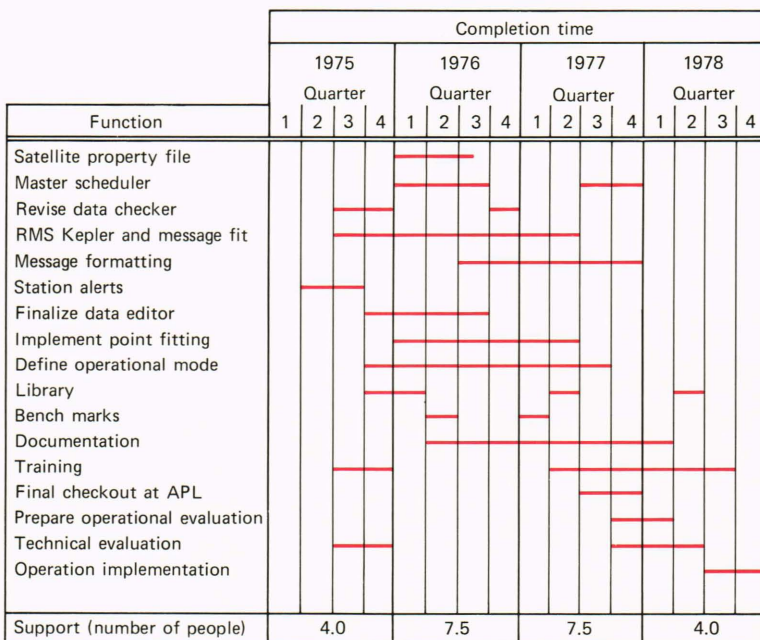 Completion time
1975 1976 1977 1978
Quarter Quarter Quarter Quarter
Function 1 2 3 4 1 2 3 4 1 2 3 4 1 2 3 4
Satellite property file
Master scheduler
Revise data checker
RMS Kepler and message fit
Message formatting
Station alerts
Finalize data editor
Implement point fitting
Define operational mode
Library
Bench marks
Documentation
Training
Final checkout at APL
Prepare operational evaluation
Technical evaluation
Operation implementation
Support (number of people) 4.0 7.5 7.5 4.0